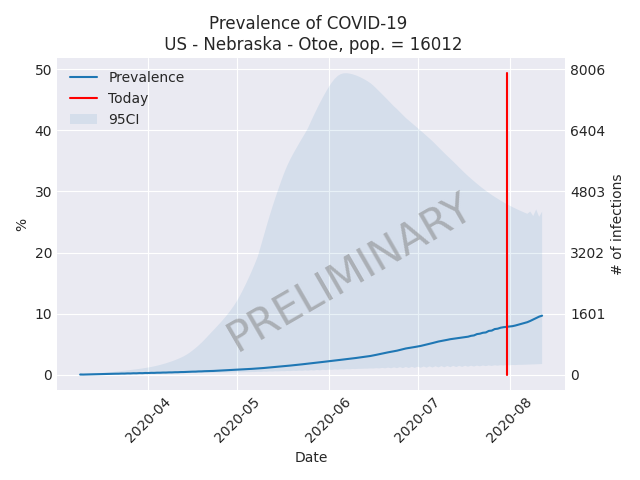 Prevalence of COVID-19
US - Nebraska - Otoe, pop. = 16012
Prevalence
Today
95CI
50
40
30
20
10
0
%
8006
6404
4803
3202
1601
0
# of infections
PRELIMINARY
2020-04
2020-05
2020-06
2020-07
2020-08
Date